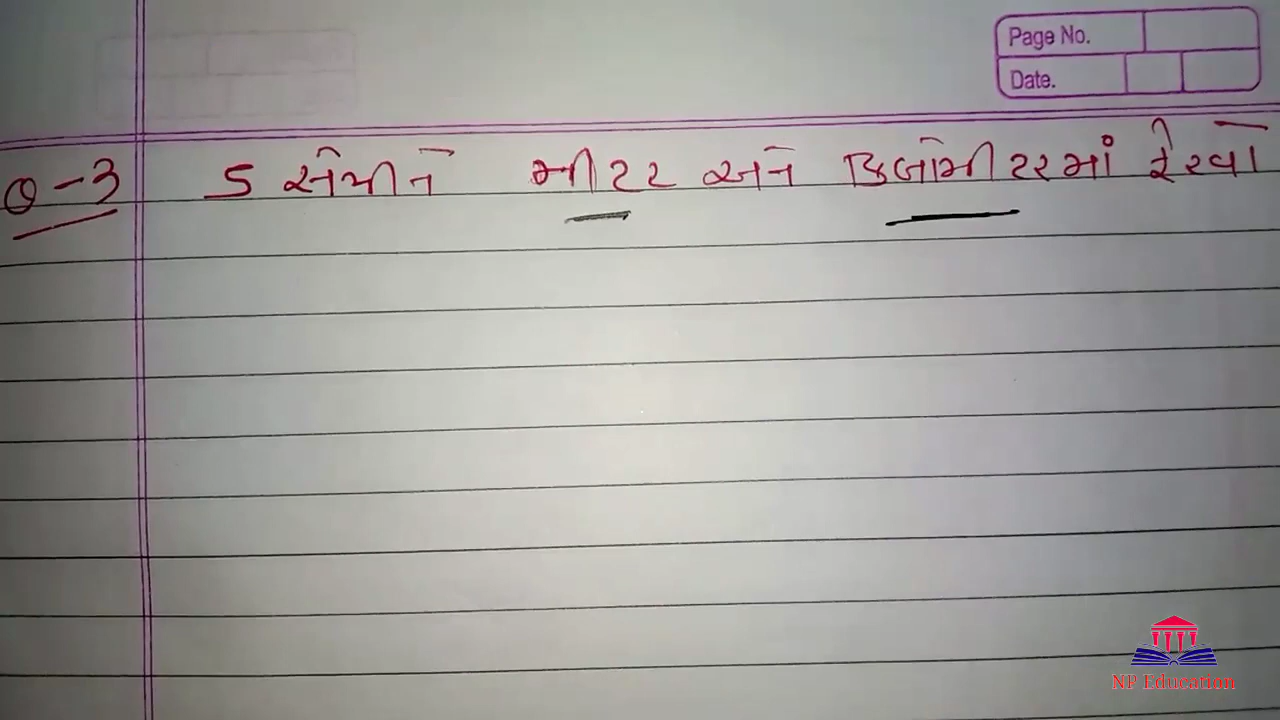 Page No.
Date.
Q-3 5 સેમીને મીટર અને કિલોમીટરમાં ફેરવો
NP Education